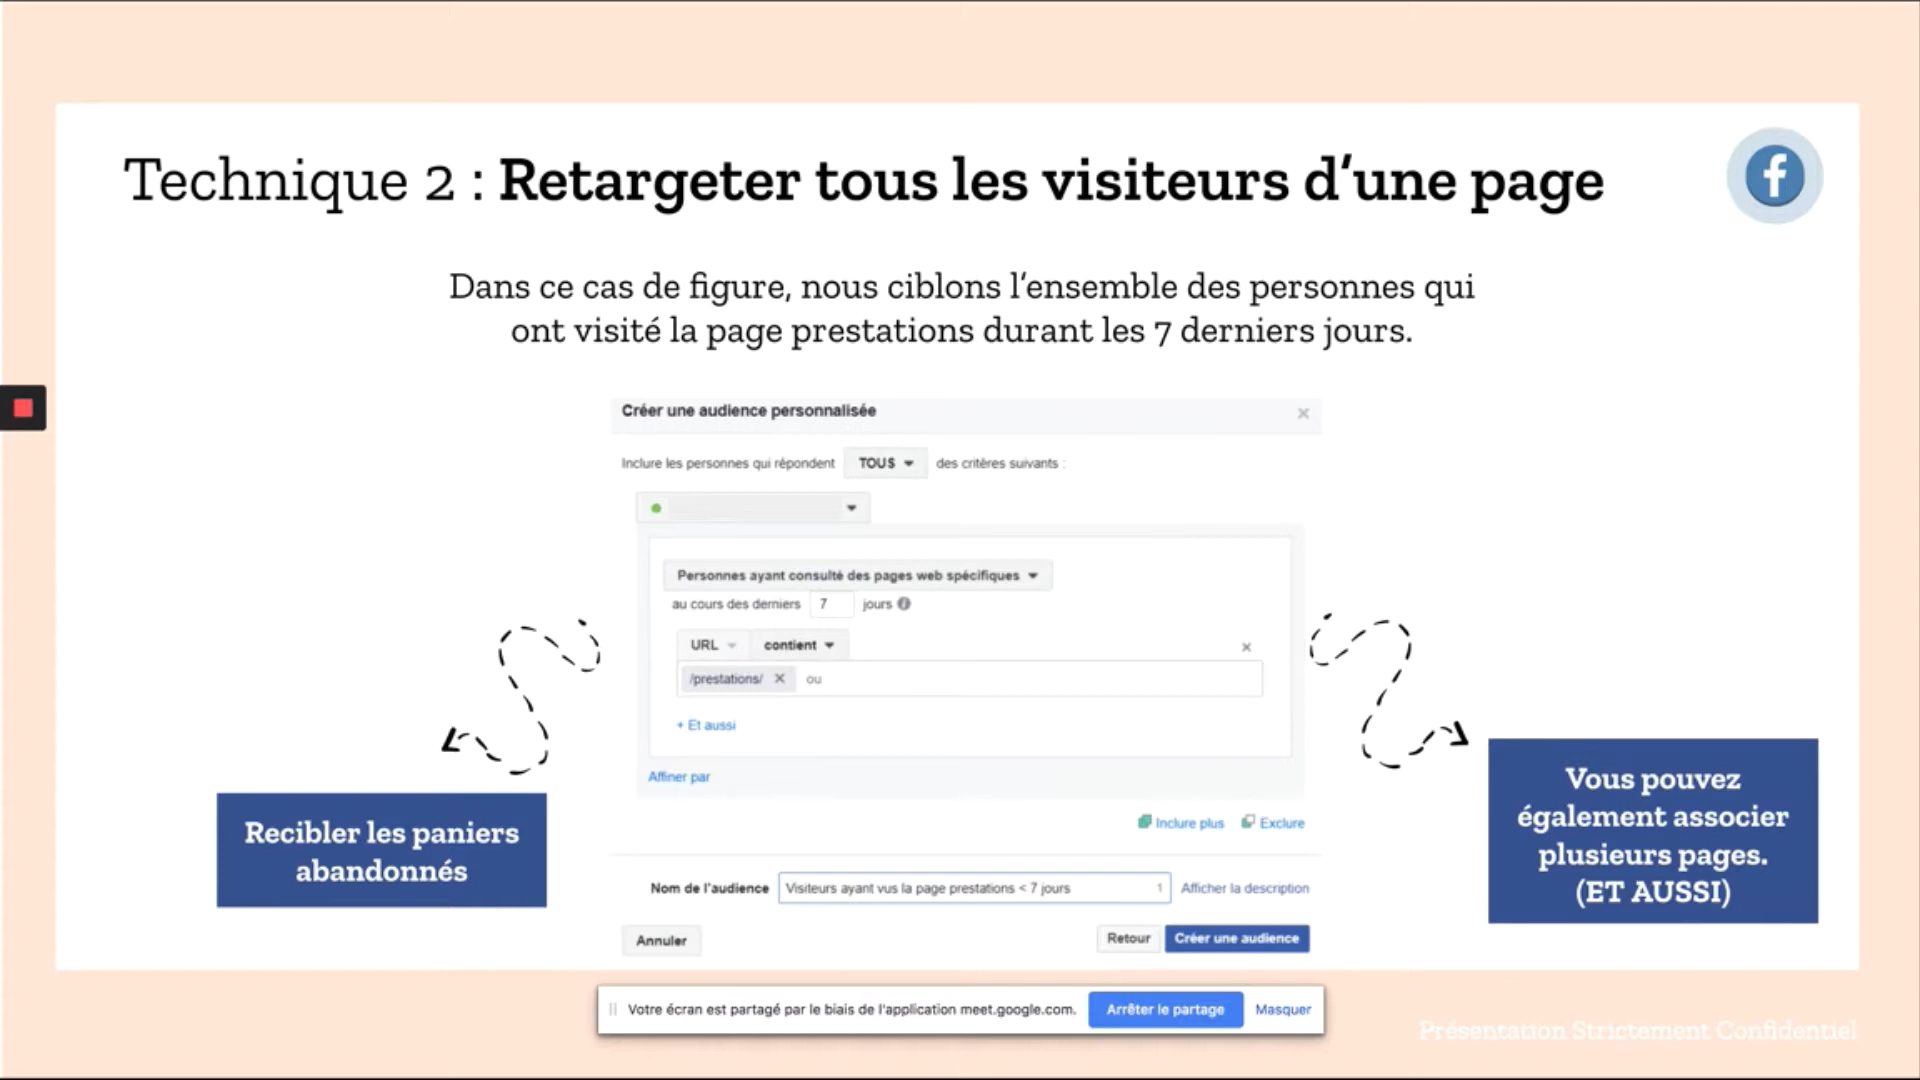 Technique 2 : Retargeter tous les visiteurs d’une page
Dans ce cas de figure, nous ciblons l’ensemble des personnes qui
ont visité la page prestations durant les 7 derniers jours.
Créer une audience personnalisée
Inclure les personnes qui répondent TOUS des critères suivants :
Personnes ayant consulté des pages web spécifiques
au cours des derniers 7 jours
URL contient
/prestations/ ou
+ Et aussi
Affiner par
Inclure plus Exclure
Nom de l'audience Visiteurs ayant vus la page prestations < 7 jours 1 Afficher la description
Annuler Retour Créer une audience
Recibler les paniers
abandonnés
Vous pouvez
également associer
plusieurs pages.
(ET AUSSI)
Votre écran est partagé par le biais de l'application meet.google.com. Arrêter le partage Masquer
Présentation Strictement Confidentiel